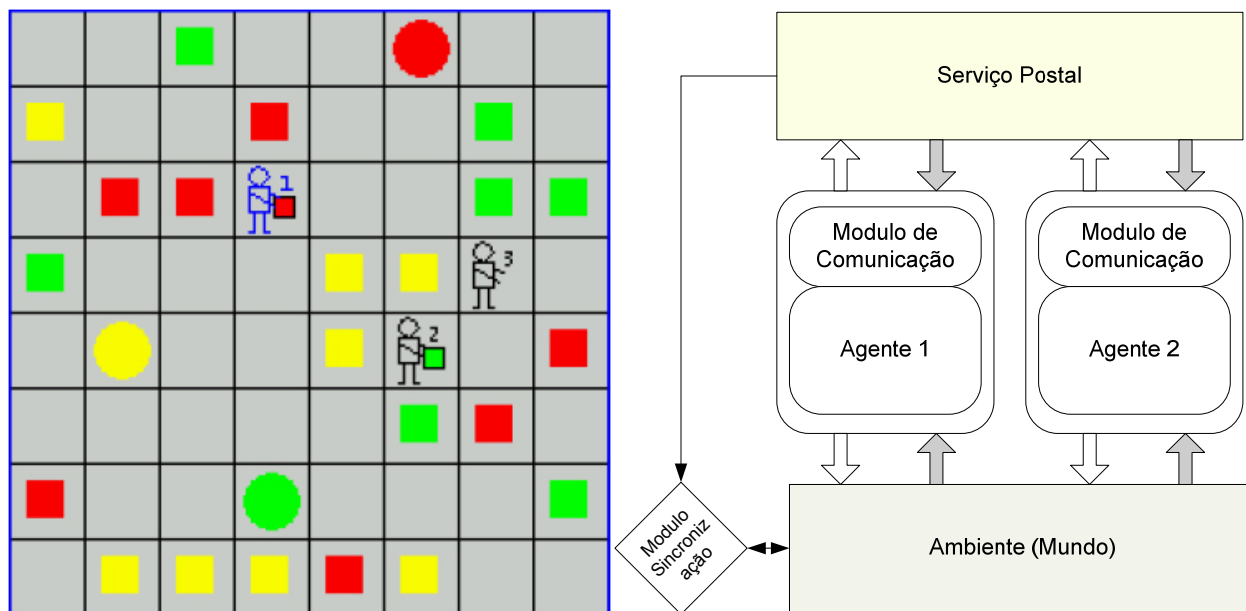 1
3
2
Serviço Postal
Modulo de
Comunicação
Agente 1
Modulo de
Comunicação
Agente 2
Modulo
Sincroniz
ação
Ambiente (Mundo)